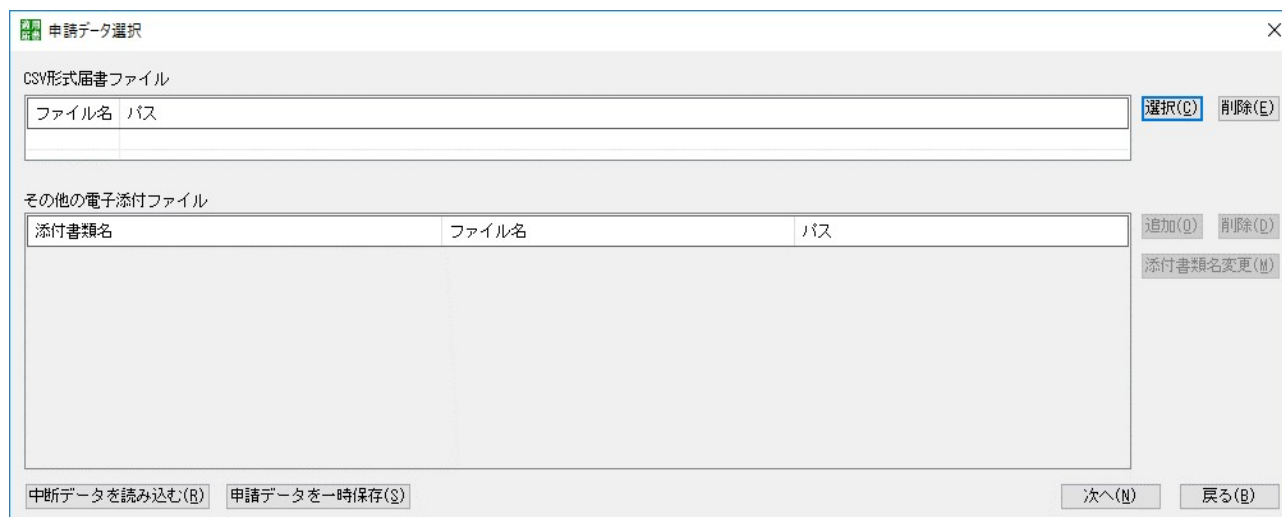 申請データ選択
CSV形式届書ファイル
ファイル名 パス
選択(C) 削除(E)
その他の電子添付ファイル
添付書類名 ファイル名 パス
追加(O) 削除(D)
添付書類名変更(M)
中断データを読み込む(R) 申請データを一時保存(S) 次へ(N) 戻る(B)